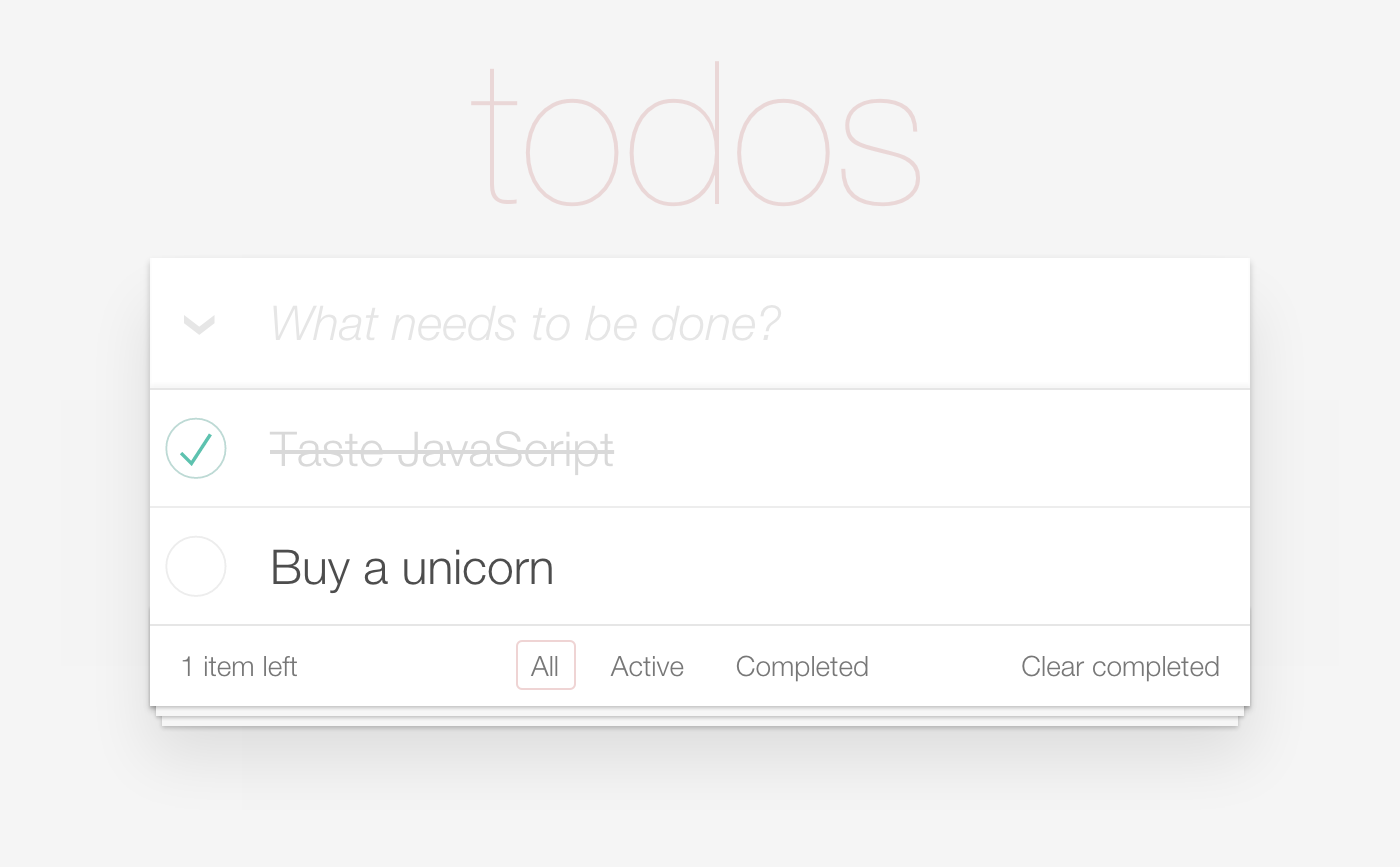 todos
What needs to be done?
Taste JavaScript
Buy a unicorn
1 item left All Active Completed Clear completed